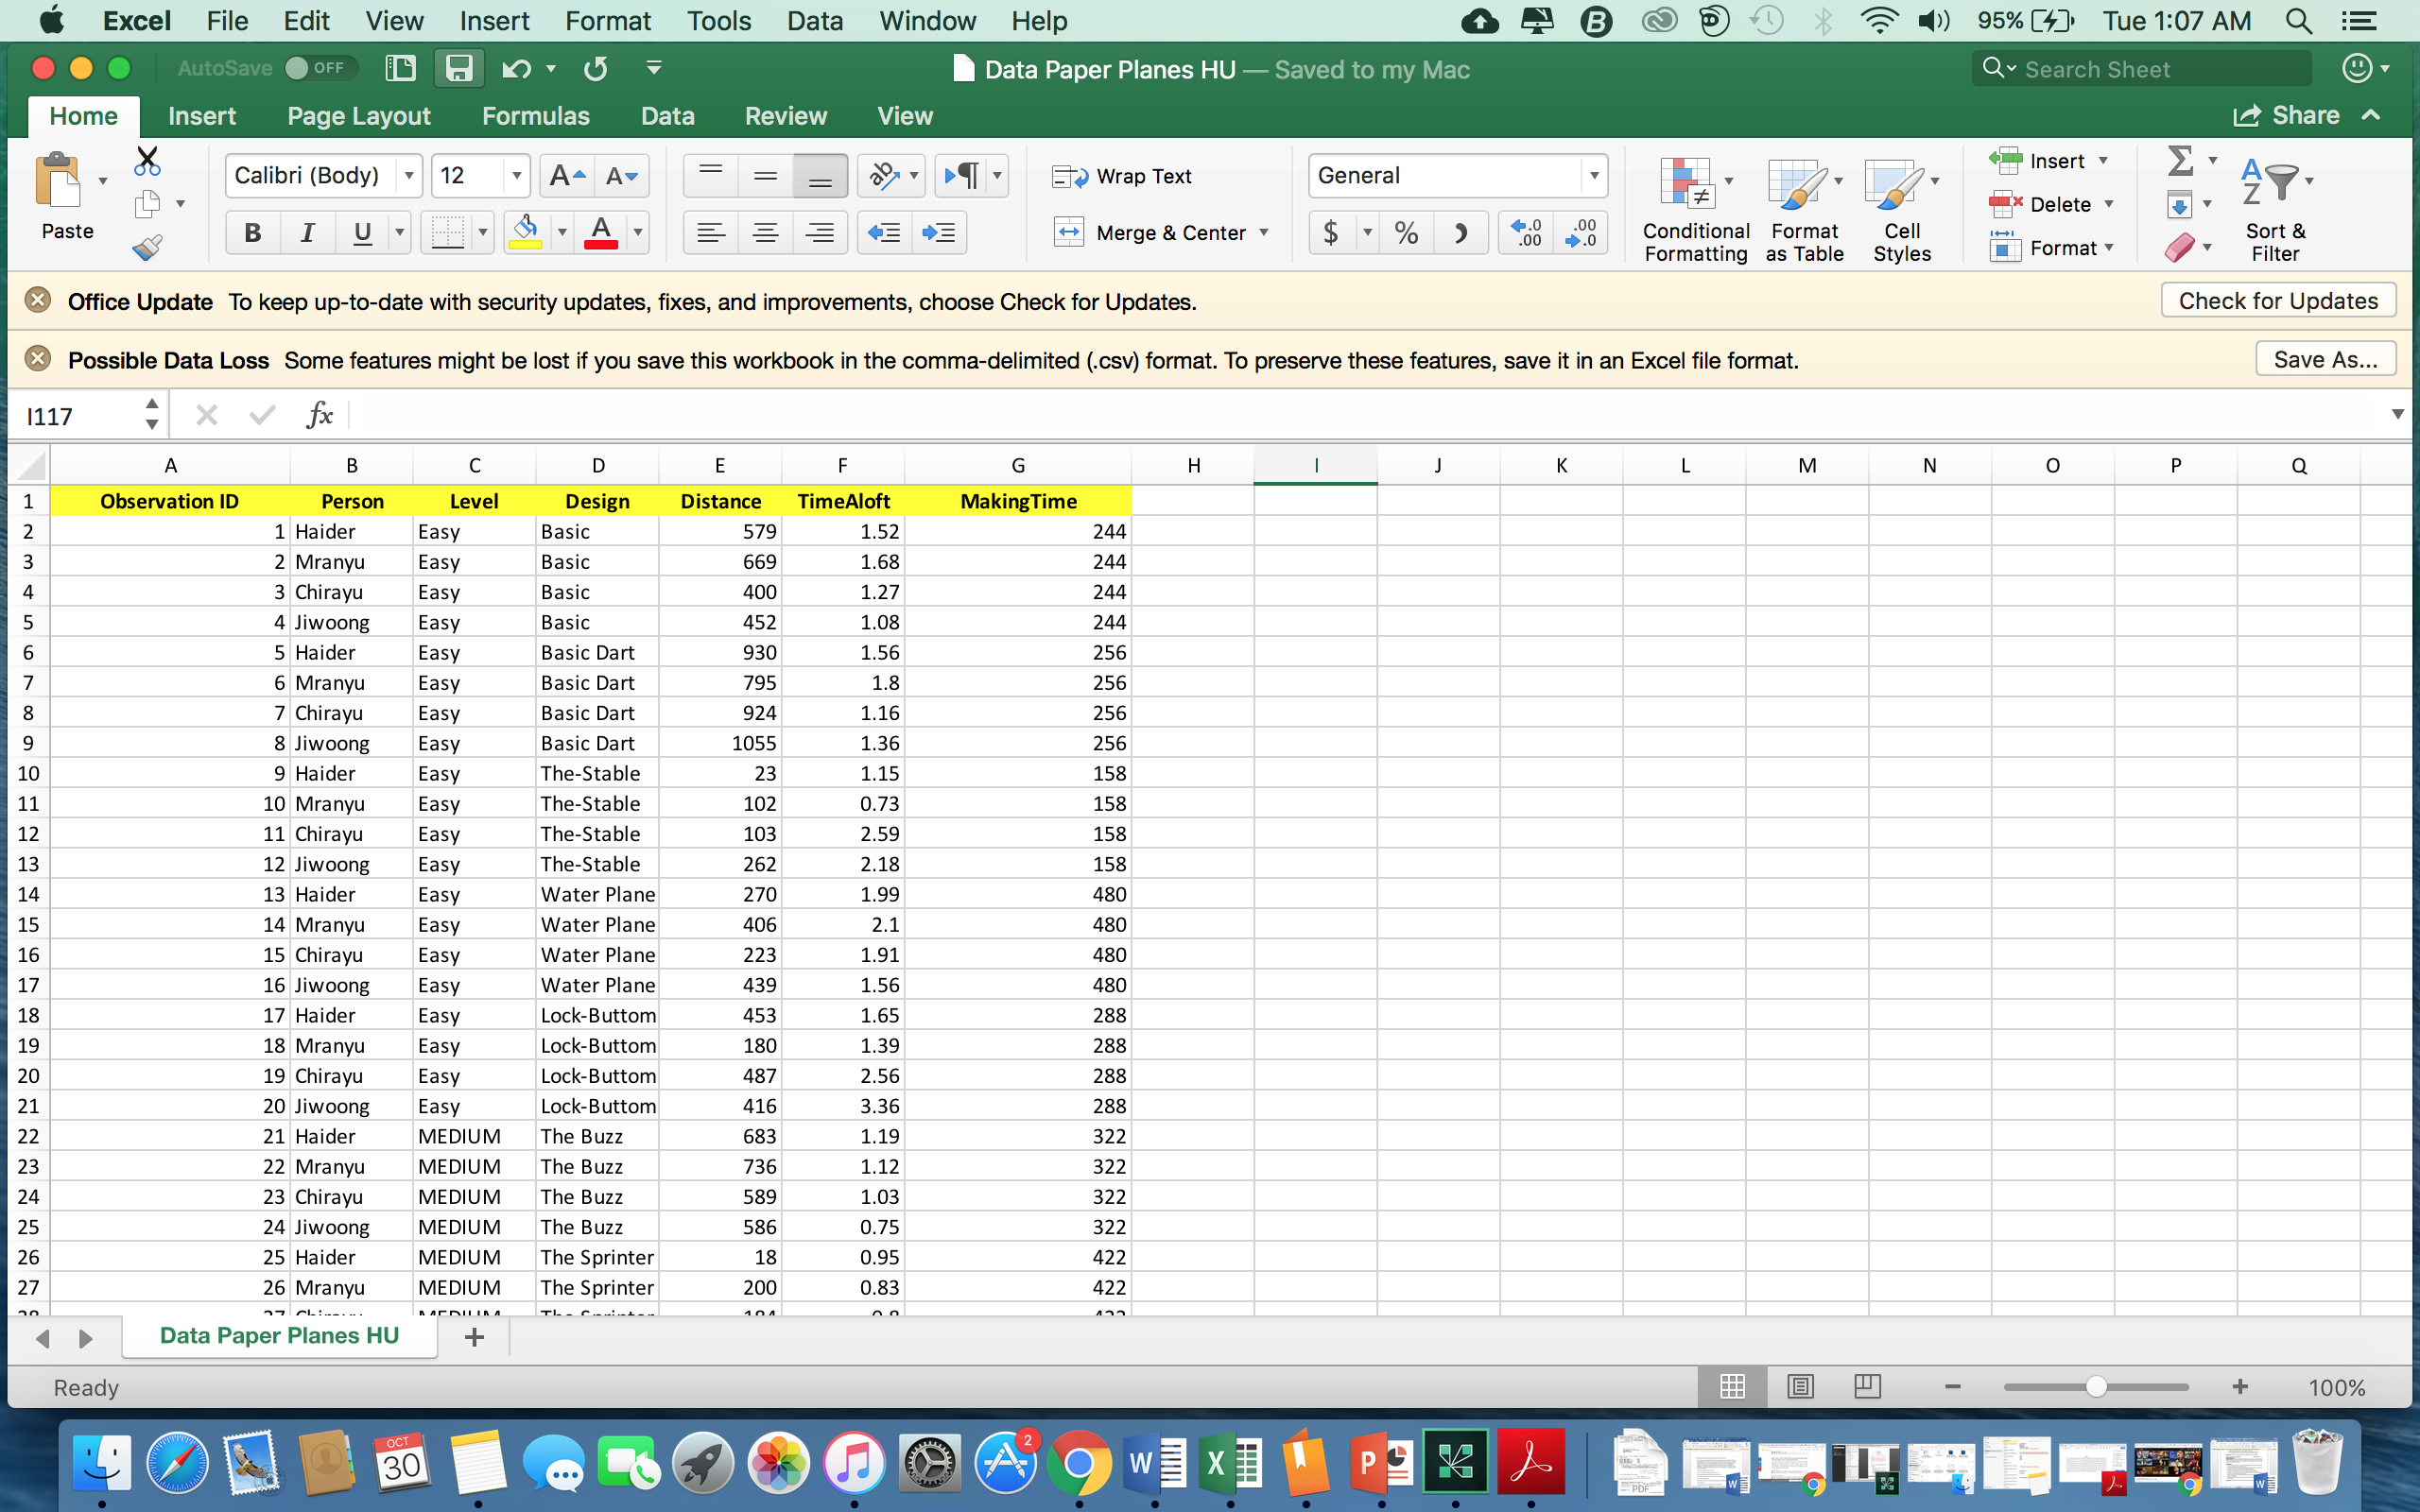 Excel File Edit View Insert Format Tools Data Window Help 95% Tue 1:07 AM
AutoSave OFF Data Paper Planes HU — Saved to my Mac Search Sheet
Home Insert Page Layout Formulas Data Review View Share
Paste Calibri (Body) 12 A A Wrap Text General Insert
B I U A Merge & Center $ % Conditional Formatting Format as Table Cell Styles Delete Format Sort & Filter
Office Update To keep up-to-date with security updates, fixes, and improvements, choose Check for Updates. Check for Updates
Possible Data Loss Some features might be lost if you save this workbook in the comma-delimited (.csv) format. To preserve these features, save it in an Excel file format. Save As...
I117 fx
A B C D E F G H I J K L M N O P Q
1 Observation ID Person Level Design Distance TimeAloft MakingTime
2 1 Haider Easy Basic 579 1.52 244
3 2 Mranyu Easy Basic 669 1.68 244
4 3 Chirayu Easy Basic 400 1.27 244
5 4 Jiwoong Easy Basic 452 1.08 244
6 5 Haider Easy Basic Dart 930 1.56 256
7 6 Mranyu Easy Basic Dart 795 1.8 256
8 7 Chirayu Easy Basic Dart 924 1.16 256
9 8 Jiwoong Easy Basic Dart 1055 1.36 256
10 9 Haider Easy The-Stable 23 1.15 158
11 10 Mranyu Easy The-Stable 102 0.73 158
12 11 Chirayu Easy The-Stable 103 2.59 158
13 12 Jiwoong Easy The-Stable 262 2.18 158
14 13 Haider Easy Water Plane 270 1.99 480
15 14 Mranyu Easy Water Plane 406 2.1 480
16 15 Chirayu Easy Water Plane 223 1.91 480
17 16 Jiwoong Easy Water Plane 439 1.56 480
18 17 Haider Easy Lock-Buttom 453 1.65 288
19 18 Mranyu Easy Lock-Buttom 180 1.39 288
20 19 Chirayu Easy Lock-Buttom 487 2.56 288
21 20 Jiwoong Easy Lock-Buttom 416 3.36 288
22 21 Haider MEDIUM The Buzz 683 1.19 322
23 22 Mranyu MEDIUM The Buzz 736 1.12 322
24 23 Chirayu MEDIUM The Buzz 589 1.03 322
25 24 Jiwoong MEDIUM The Buzz 586 0.75 322
26 25 Haider MEDIUM The Sprinter 18 0.95 422
27 26 Mranyu MEDIUM The Sprinter 200 0.83 422
28 27 Chirayu MEDIUM The Sprinter 184 0.8 422
Data Paper Planes HU +
Ready 100%
OCT 30 2 W X P PDF